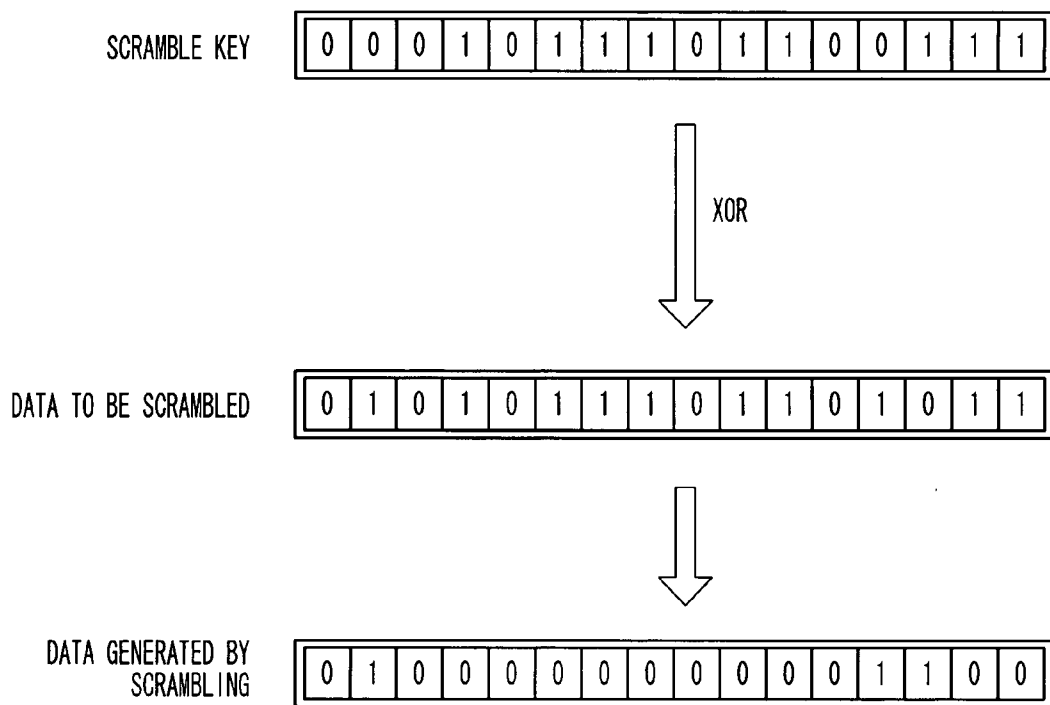 SCRAMBLE KEY 0 0 0 1 0 1 1 1 0 1 1 0 0 1 1 1
XOR
DATA TO BE SCRAMBLED 0 1 0 1 0 1 1 1 0 1 1 0 1 0 1 1
DATA GENERATED BY
SCRAMBLING 0 1 0 0 0 0 0 0 0 0 0 0 1 1 0 0